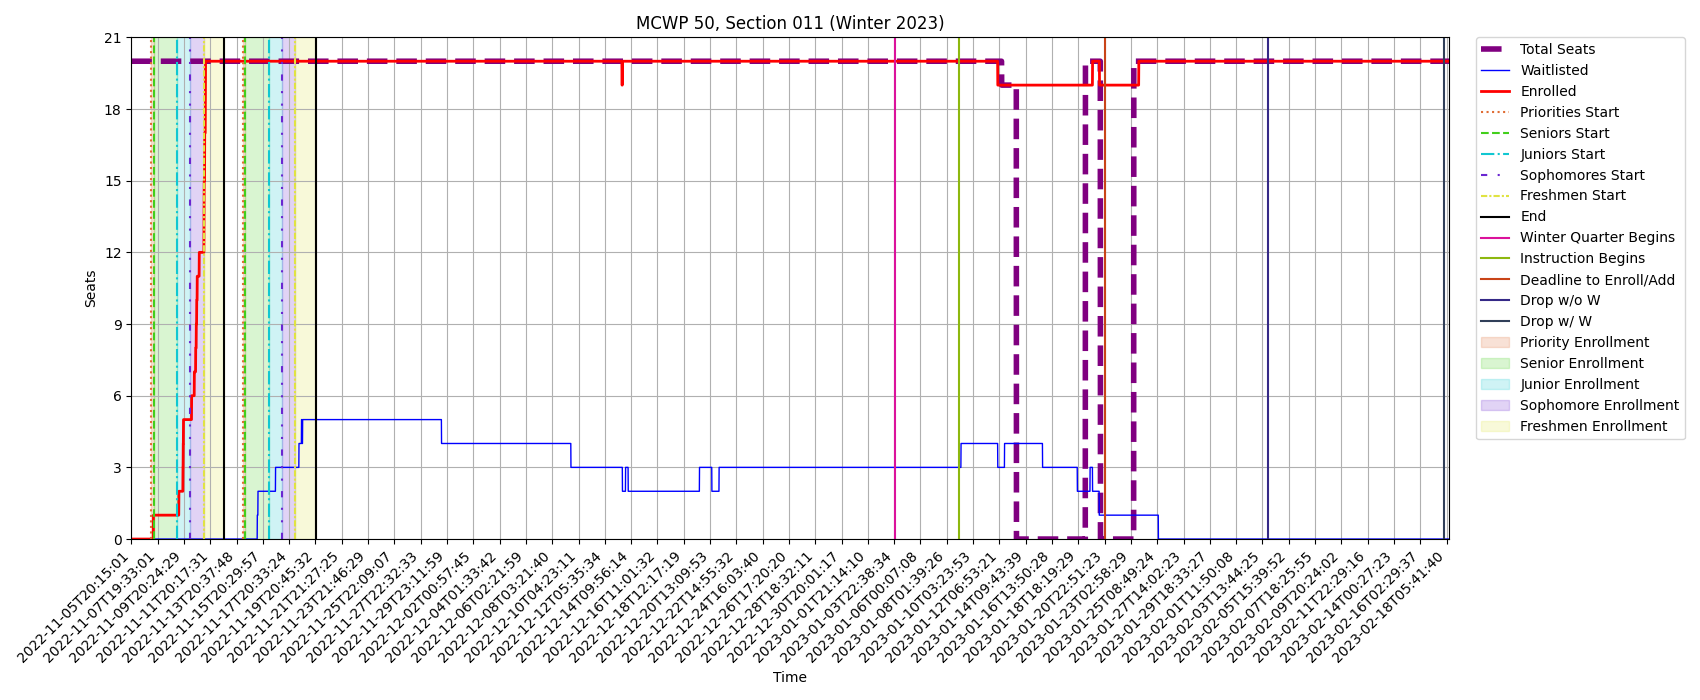 MCWP 50, Section 011 (Winter 2023)
21
18
15
12
9
6
3
0
Seats
2022-11-05T20:15:01
2022-11-07T19:33:01
2022-11-09T20:24:29
2022-11-11T20:17:31
2022-11-13T20:37:48
2022-11-15T20:29:57
2022-11-17T20:33:24
2022-11-19T20:45:32
2022-11-21T21:27:25
2022-11-23T21:46:29
2022-11-25T22:09:07
2022-11-27T22:32:33
2022-11-29T23:11:59
2022-12-02T00:57:45
2022-12-04T01:33:42
2022-12-06T02:21:59
2022-12-08T03:21:40
2022-12-10T04:23:11
2022-12-12T05:35:34
2022-12-14T09:56:14
2022-12-16T11:01:32
2022-12-18T12:17:19
2022-12-20T13:09:53
2022-12-22T14:55:32
2022-12-24T16:03:40
2022-12-26T17:20:20
2022-12-28T18:32:11
2022-12-30T20:01:17
2023-01-01T21:14:10
2023-01-03T22:38:34
2023-01-06T00:07:08
2023-01-08T01:39:26
2023-01-10T03:23:53
2023-01-12T06:53:21
2023-01-14T09:43:39
2023-01-16T13:50:28
2023-01-18T18:19:29
2023-01-20T22:51:23
2023-01-23T02:58:29
2023-01-25T08:49:24
2023-01-27T14:02:23
2023-01-29T18:33:27
2023-02-01T11:50:08
2023-02-03T13:44:25
2023-02-05T15:39:52
2023-02-07T18:25:55
2023-02-09T20:24:02
2023-02-11T22:29:16
2023-02-14T00:27:23
2023-02-16T02:29:37
2023-02-18T05:41:40
Time
Total Seats
Waitlisted
Enrolled
Priorities Start
Seniors Start
Juniors Start
Sophomores Start
Freshmen Start
End
Winter Quarter Begins
Instruction Begins
Deadline to Enroll/Add
Drop w/o W
Drop w/ W
Priority Enrollment
Senior Enrollment
Junior Enrollment
Sophomore Enrollment
Freshmen Enrollment